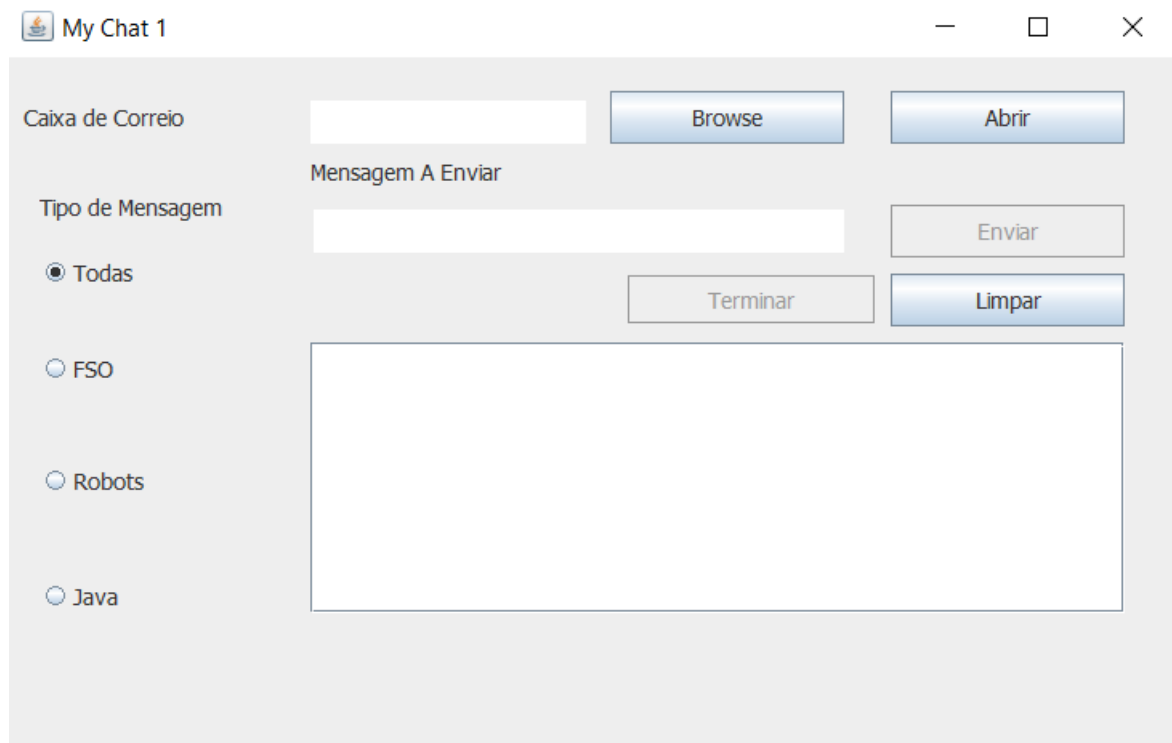 My Chat 1
Caixa de Correio
Browse
Abrir
Mensagem A Enviar
Tipo de Mensagem
Enviar
Todas
Terminar
Limpar
FSO
Robots
Java